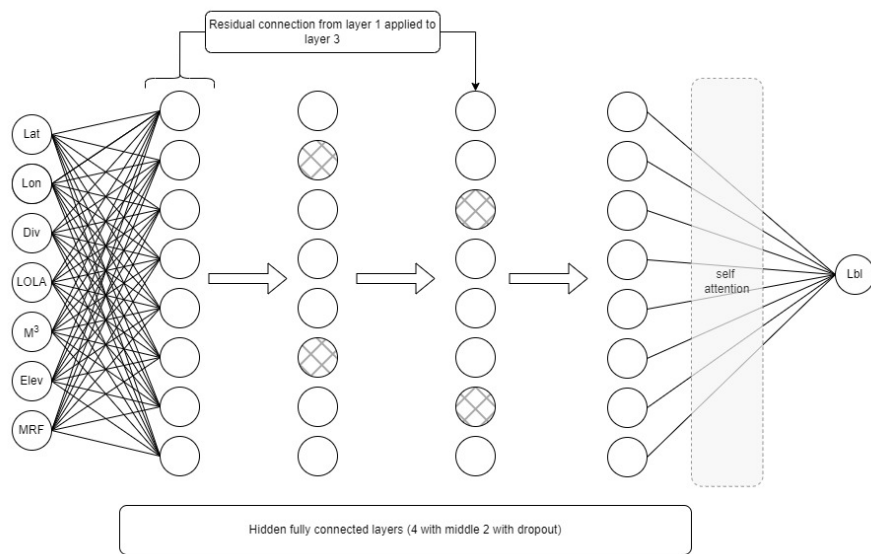 Residual connection from layer 1 applied to
layer 3
Lat
Lon
Div
LOLA
M³
Elev
MRF
self
attention
Lbl
Hidden fully connected layers (4 with middle 2 with dropout)